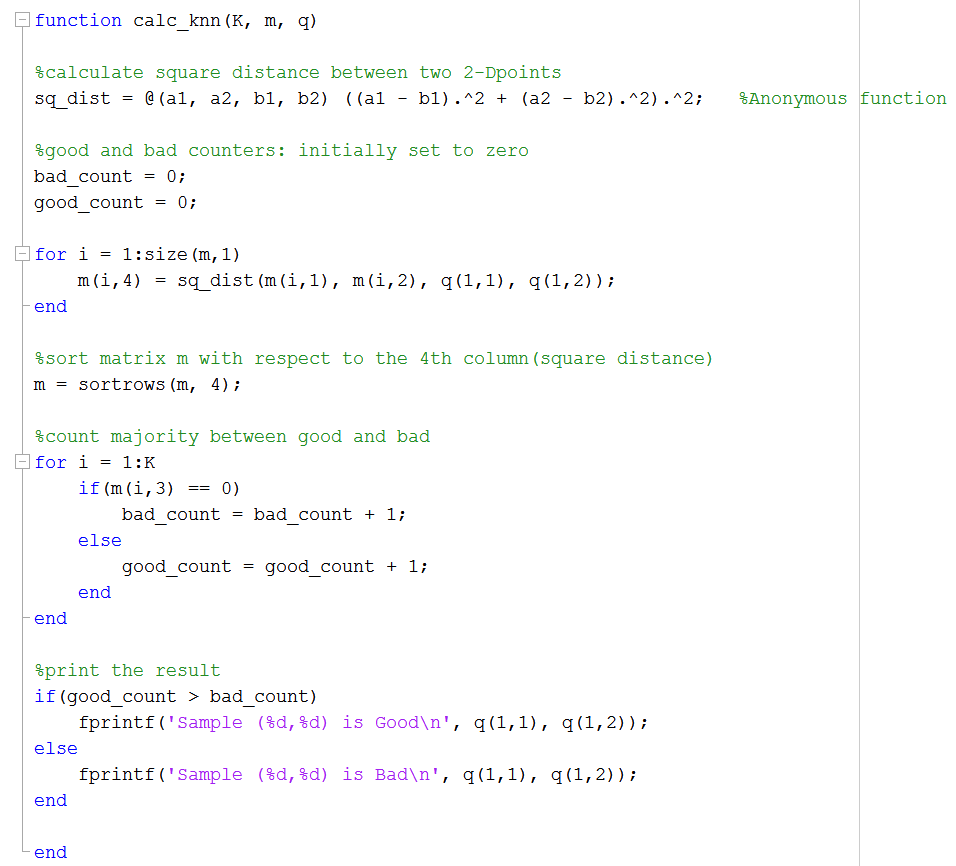 function calc_knn(K, m, q)
%calculate square distance between two 2-Dpoints
sq_dist = @(a1, a2, b1, b2) ((a1 - b1).^2 + (a2 - b2).^2).^2;   %Anonymous function
%good and bad counters: initially set to zero
bad_count = 0;
good_count = 0;
for i = 1:size(m,1)
    m(i,4) = sq_dist(m(i,1), m(i,2), q(1,1), q(1,2));
end
%sort matrix m with respect to the 4th column(square distance)
m = sortrows(m, 4);
%count majority between good and bad
for i = 1:K
    if(m(i,3) == 0)
        bad_count = bad_count + 1;
    else
        good_count = good_count + 1;
    end
end
%print the result
if(good_count > bad_count)
    fprintf('Sample (%d,%d) is Good\n', q(1,1), q(1,2));
else
    fprintf('Sample (%d,%d) is Bad\n', q(1,1), q(1,2));
end
end